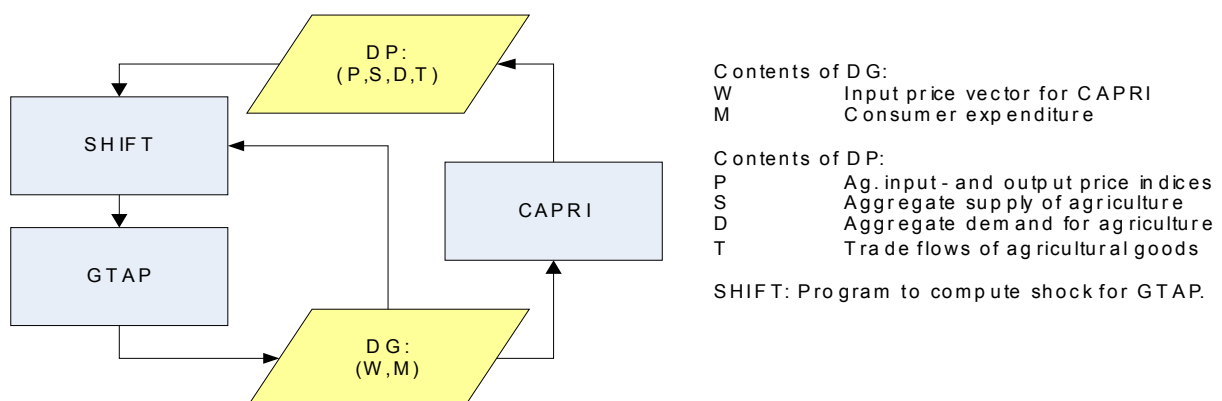 DP:
(P,S,D,T)
SHIFT
GTAP
CAPRI
DG:
(W,M)
Contents of DG:
W Input price vector for CAPRI
M Consumer expenditure
Contents of DP:
P Ag. input- and output price indices
S Aggregate supply of agriculture
D Aggregate demand for agriculture
T Trade flows of agricultural goods
SHIFT: Program to compute shock for GTAP.